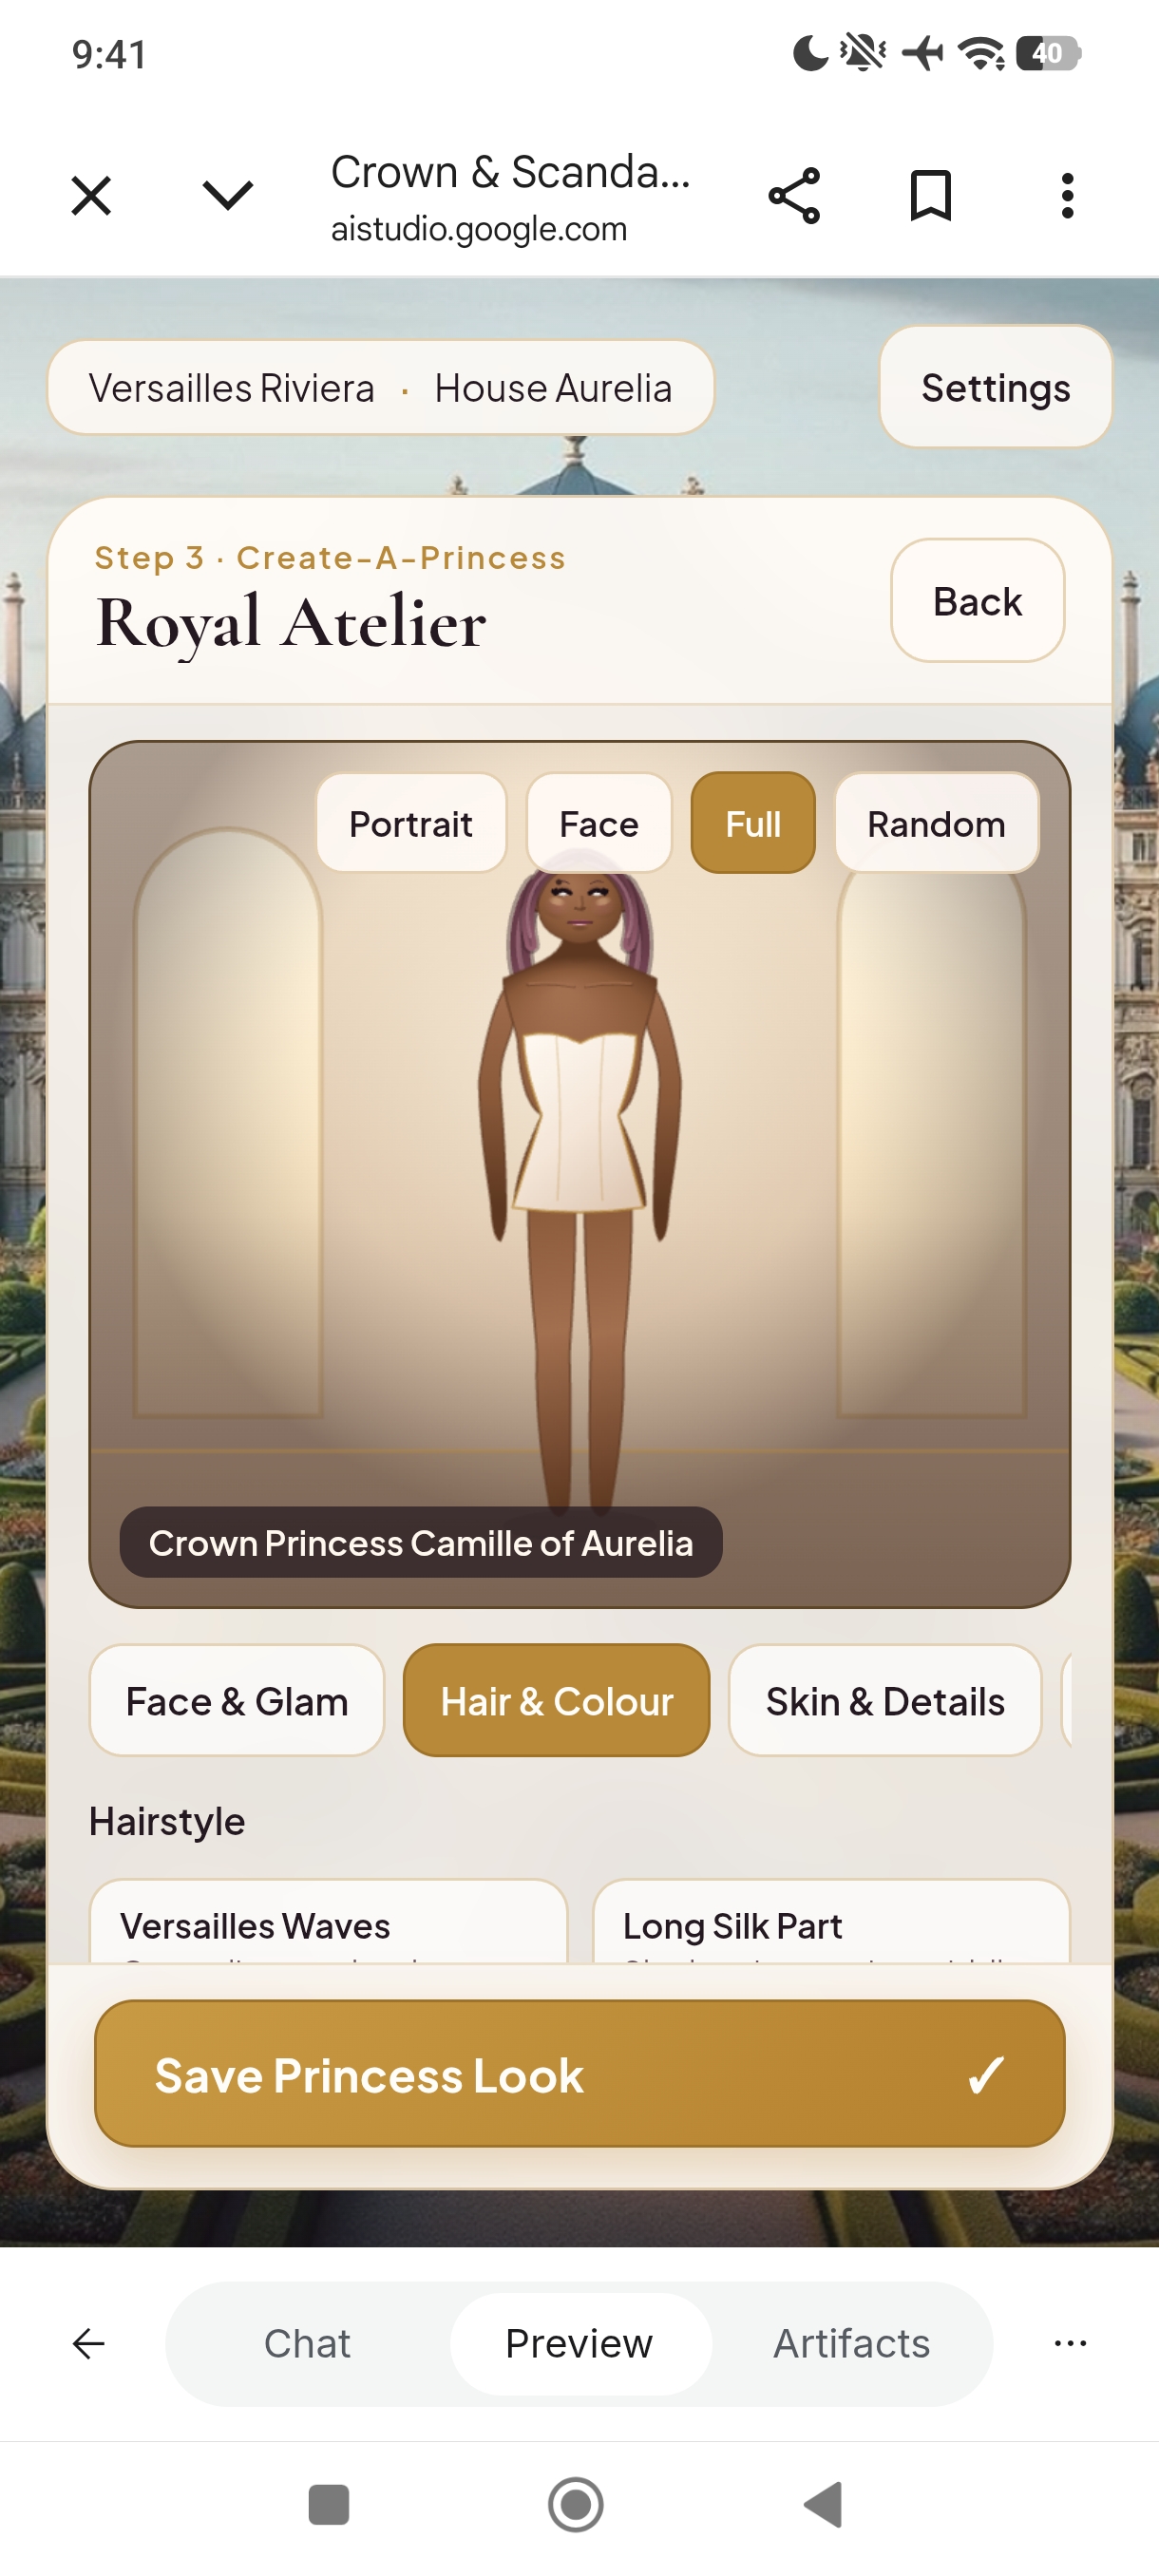 9:41
40
Crown & Scanda...
aistudio.google.com
Versailles Riviera · House Aurelia
Settings
Step 3 · Create-A-Princess
Royal Atelier
Back
Portrait
Face
Full
Random
Crown Princess Camille of Aurelia
Face & Glam
Hair & Colour
Skin & Details
Hairstyle
Versailles Waves
Long Silk Part
Save Princess Look ✓
Chat
Preview
Artifacts